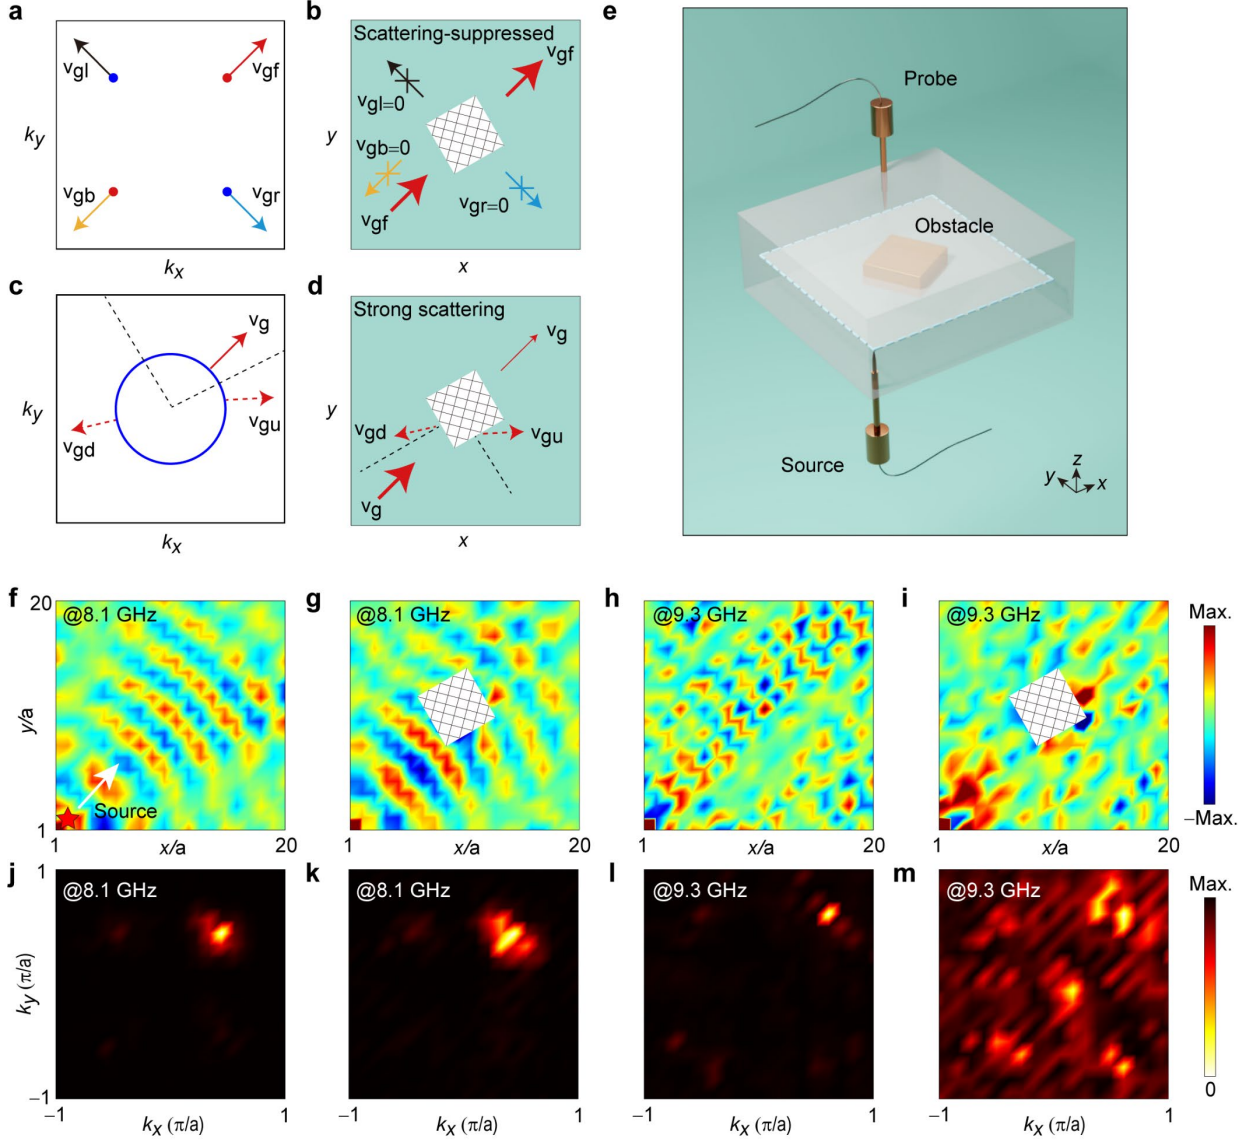 a
vgl
vgf
ky
vgb
vgr
kx
b
Scattering-suppressed
vgf
vgl=0
y
vgb=0
vgf
vgr=0
x
e
Probe
Obstacle
Source
z
y
x
c
vg
ky
vgd
vgu
kx
d
Strong scattering
vg
y
vgd
vgu
vg
x
f
@8.1 GHz
20
y/a
Source
1
1
x/a
20
g
@8.1 GHz
1
x/a
20
h
@9.3 GHz
1
x/a
20
i
@9.3 GHz
1
x/a
20
Max.
−Max.
j
@8.1 GHz
1
ky (π/a)
−1
−1
kx (π/a)
1
k
@8.1 GHz
−1
kx (π/a)
1
l
@9.3 GHz
−1
kx (π/a)
1
m
@9.3 GHz
−1
kx (π/a)
1
Max.
0